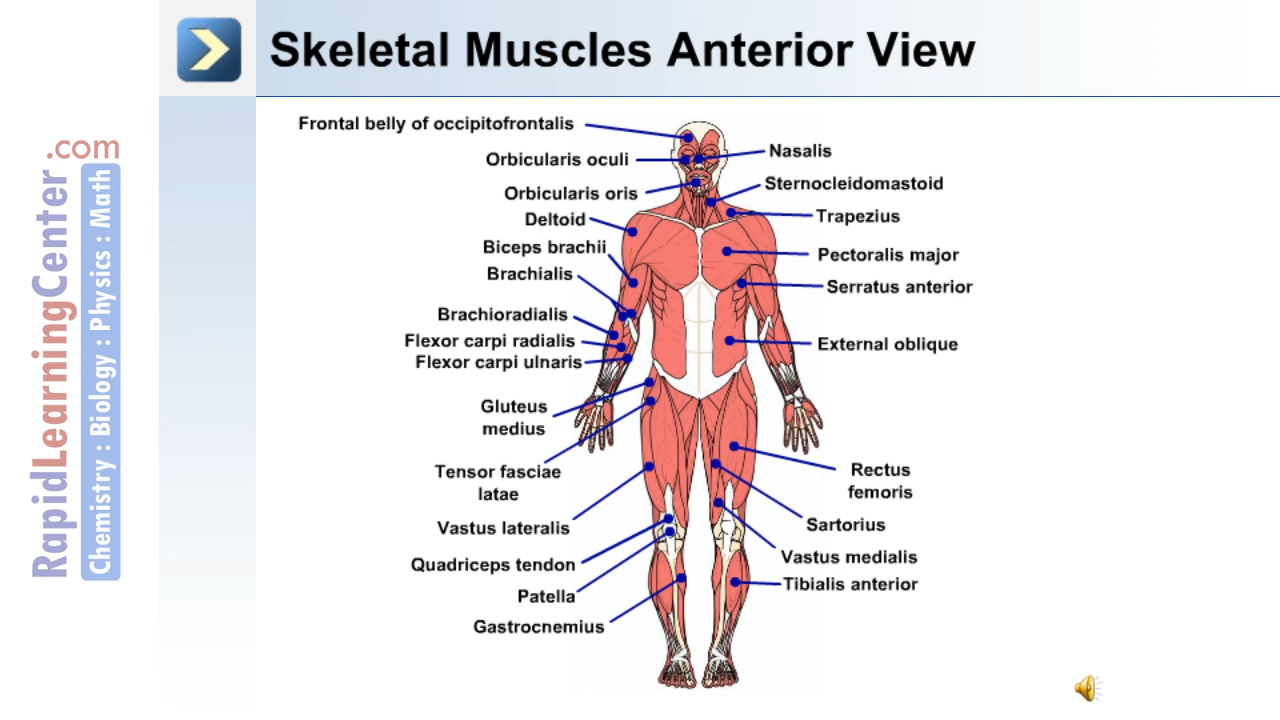 Skeletal Muscles Anterior View
RapidLearningCenter.com
Chemistry : Biology : Physics : Math
Frontal belly of occipitofrontalis
Orbicularis oculi
Orbicularis oris
Deltoid
Biceps brachii
Brachialis
Brachioradialis
Flexor carpi radialis
Flexor carpi ulnaris
Gluteus
medius
Tensor fasciae
latae
Vastus lateralis
Quadriceps tendon
Patella
Gastrocnemius
Nasalis
Sternocleidomastoid
Trapezius
Pectoralis major
Serratus anterior
External oblique
Rectus
femoris
Sartorius
Vastus medialis
Tibialis anterior